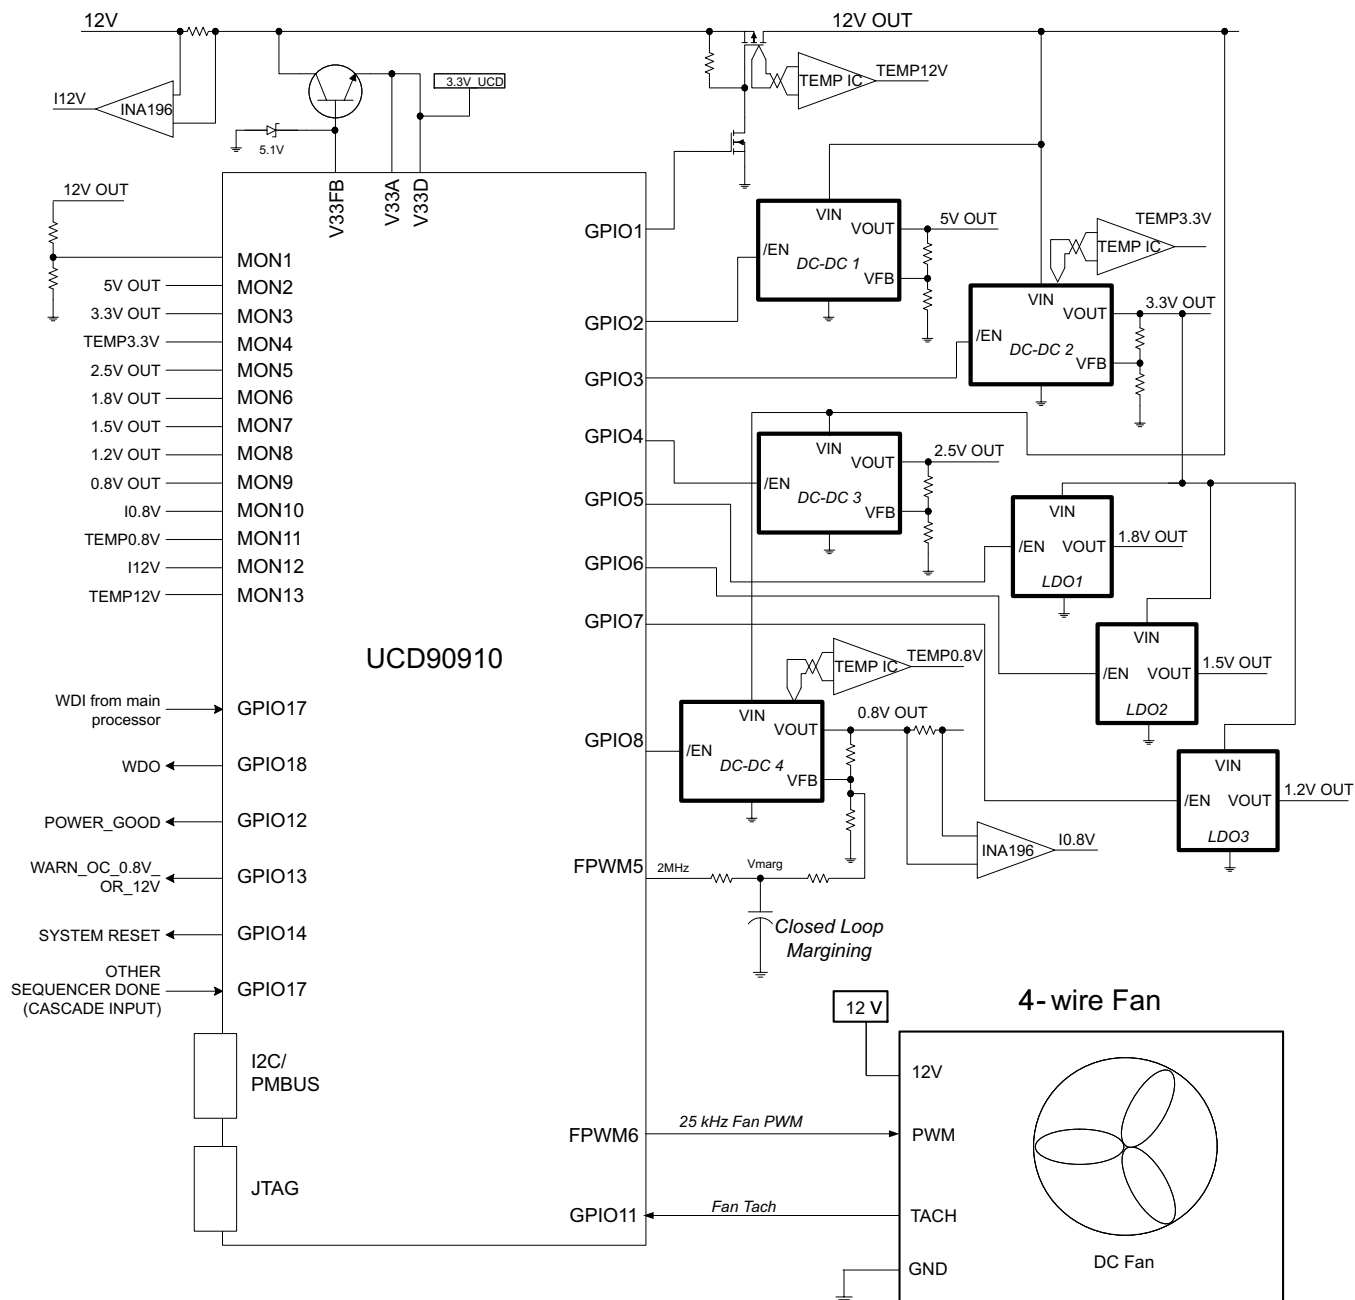 12V
12V OUT
I12V
INA196
5.1V
3.3V_UCD
TEMP IC
TEMP12V
12V OUT
V33FB
V33A
V33D
GPIO1
VIN
VOUT
/EN
DC-DC 1
VFB
5V OUT
TEMP3.3V
TEMP IC
MON1
5V OUT
MON2
3.3V OUT
MON3
TEMP3.3V
MON4
2.5V OUT
MON5
1.8V OUT
MON6
1.5V OUT
MON7
1.2V OUT
MON8
0.8V OUT
MON9
I0.8V
MON10
TEMP0.8V
MON11
I12V
MON12
TEMP12V
MON13
GPIO2
VIN
VOUT
3.3V OUT
/EN
DC-DC 2
VFB
GPIO3
GPIO4
VIN
VOUT
2.5V OUT
/EN
DC-DC 3
VFB
GPIO5
VIN
/EN
VOUT
1.8V OUT
LDO1
GPIO6
GPIO7
VIN
/EN
VOUT
1.5V OUT
LDO2
UCD90910
TEMP IC
TEMP0.8V
WDI from main
processor
GPIO17
WDO
GPIO18
POWER_GOOD
GPIO12
WARN_OC_0.8V_
OR_12V
GPIO13
SYSTEM RESET
GPIO14
OTHER
SEQUENCER DONE
(CASCADE INPUT)
GPIO17
GPIO8
VIN
VOUT
0.8V OUT
/EN
DC-DC 4
VFB
VIN
/EN
VOUT
1.2V OUT
LDO3
INA196
I0.8V
FPWM5
2MHz
Vmarg
Closed Loop
Margining
I2C/
PMBUS
JTAG
12 V
4- wire Fan
12V
FPWM6
25 kHz Fan PWM
PWM
GPIO11
Fan Tach
TACH
GND
DC Fan